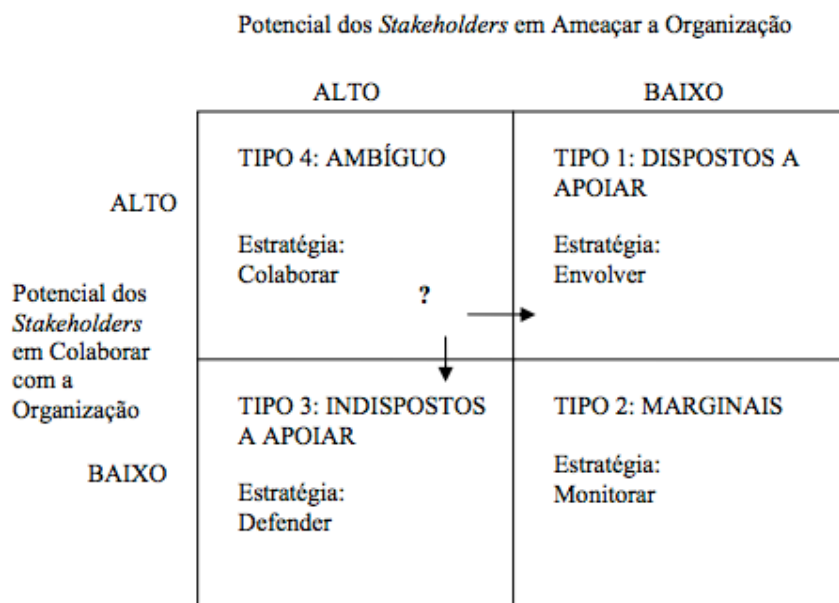 Potencial dos Stakeholders em Ameaçar a Organização
ALTO
BAIXO
TIPO 4: AMBÍGUO
Estratégia:
Colaborar
?
TIPO 1: DISPOSTOS A
APOIAR
Estratégia:
Envolver
ALTO
Potencial dos
Stakeholders
em Colaborar
com a
Organização
BAIXO
TIPO 3: INDISPOSTOS
A APOIAR
Estratégia:
Defender
TIPO 2: MARGINAIS
Estratégia:
Monitorar